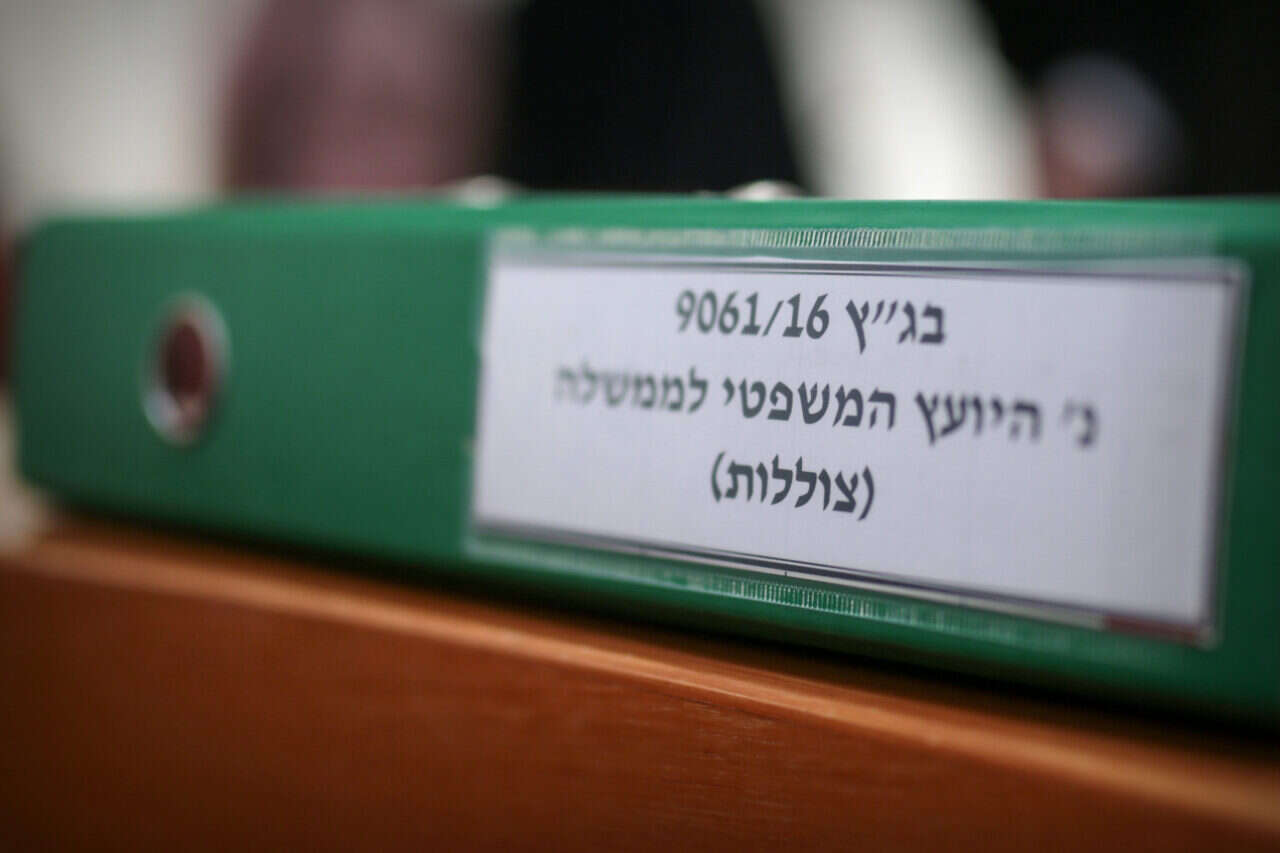 בג״ץ 9061/16
נ׳ היועץ המשפטי לממשלה
(צוללות)